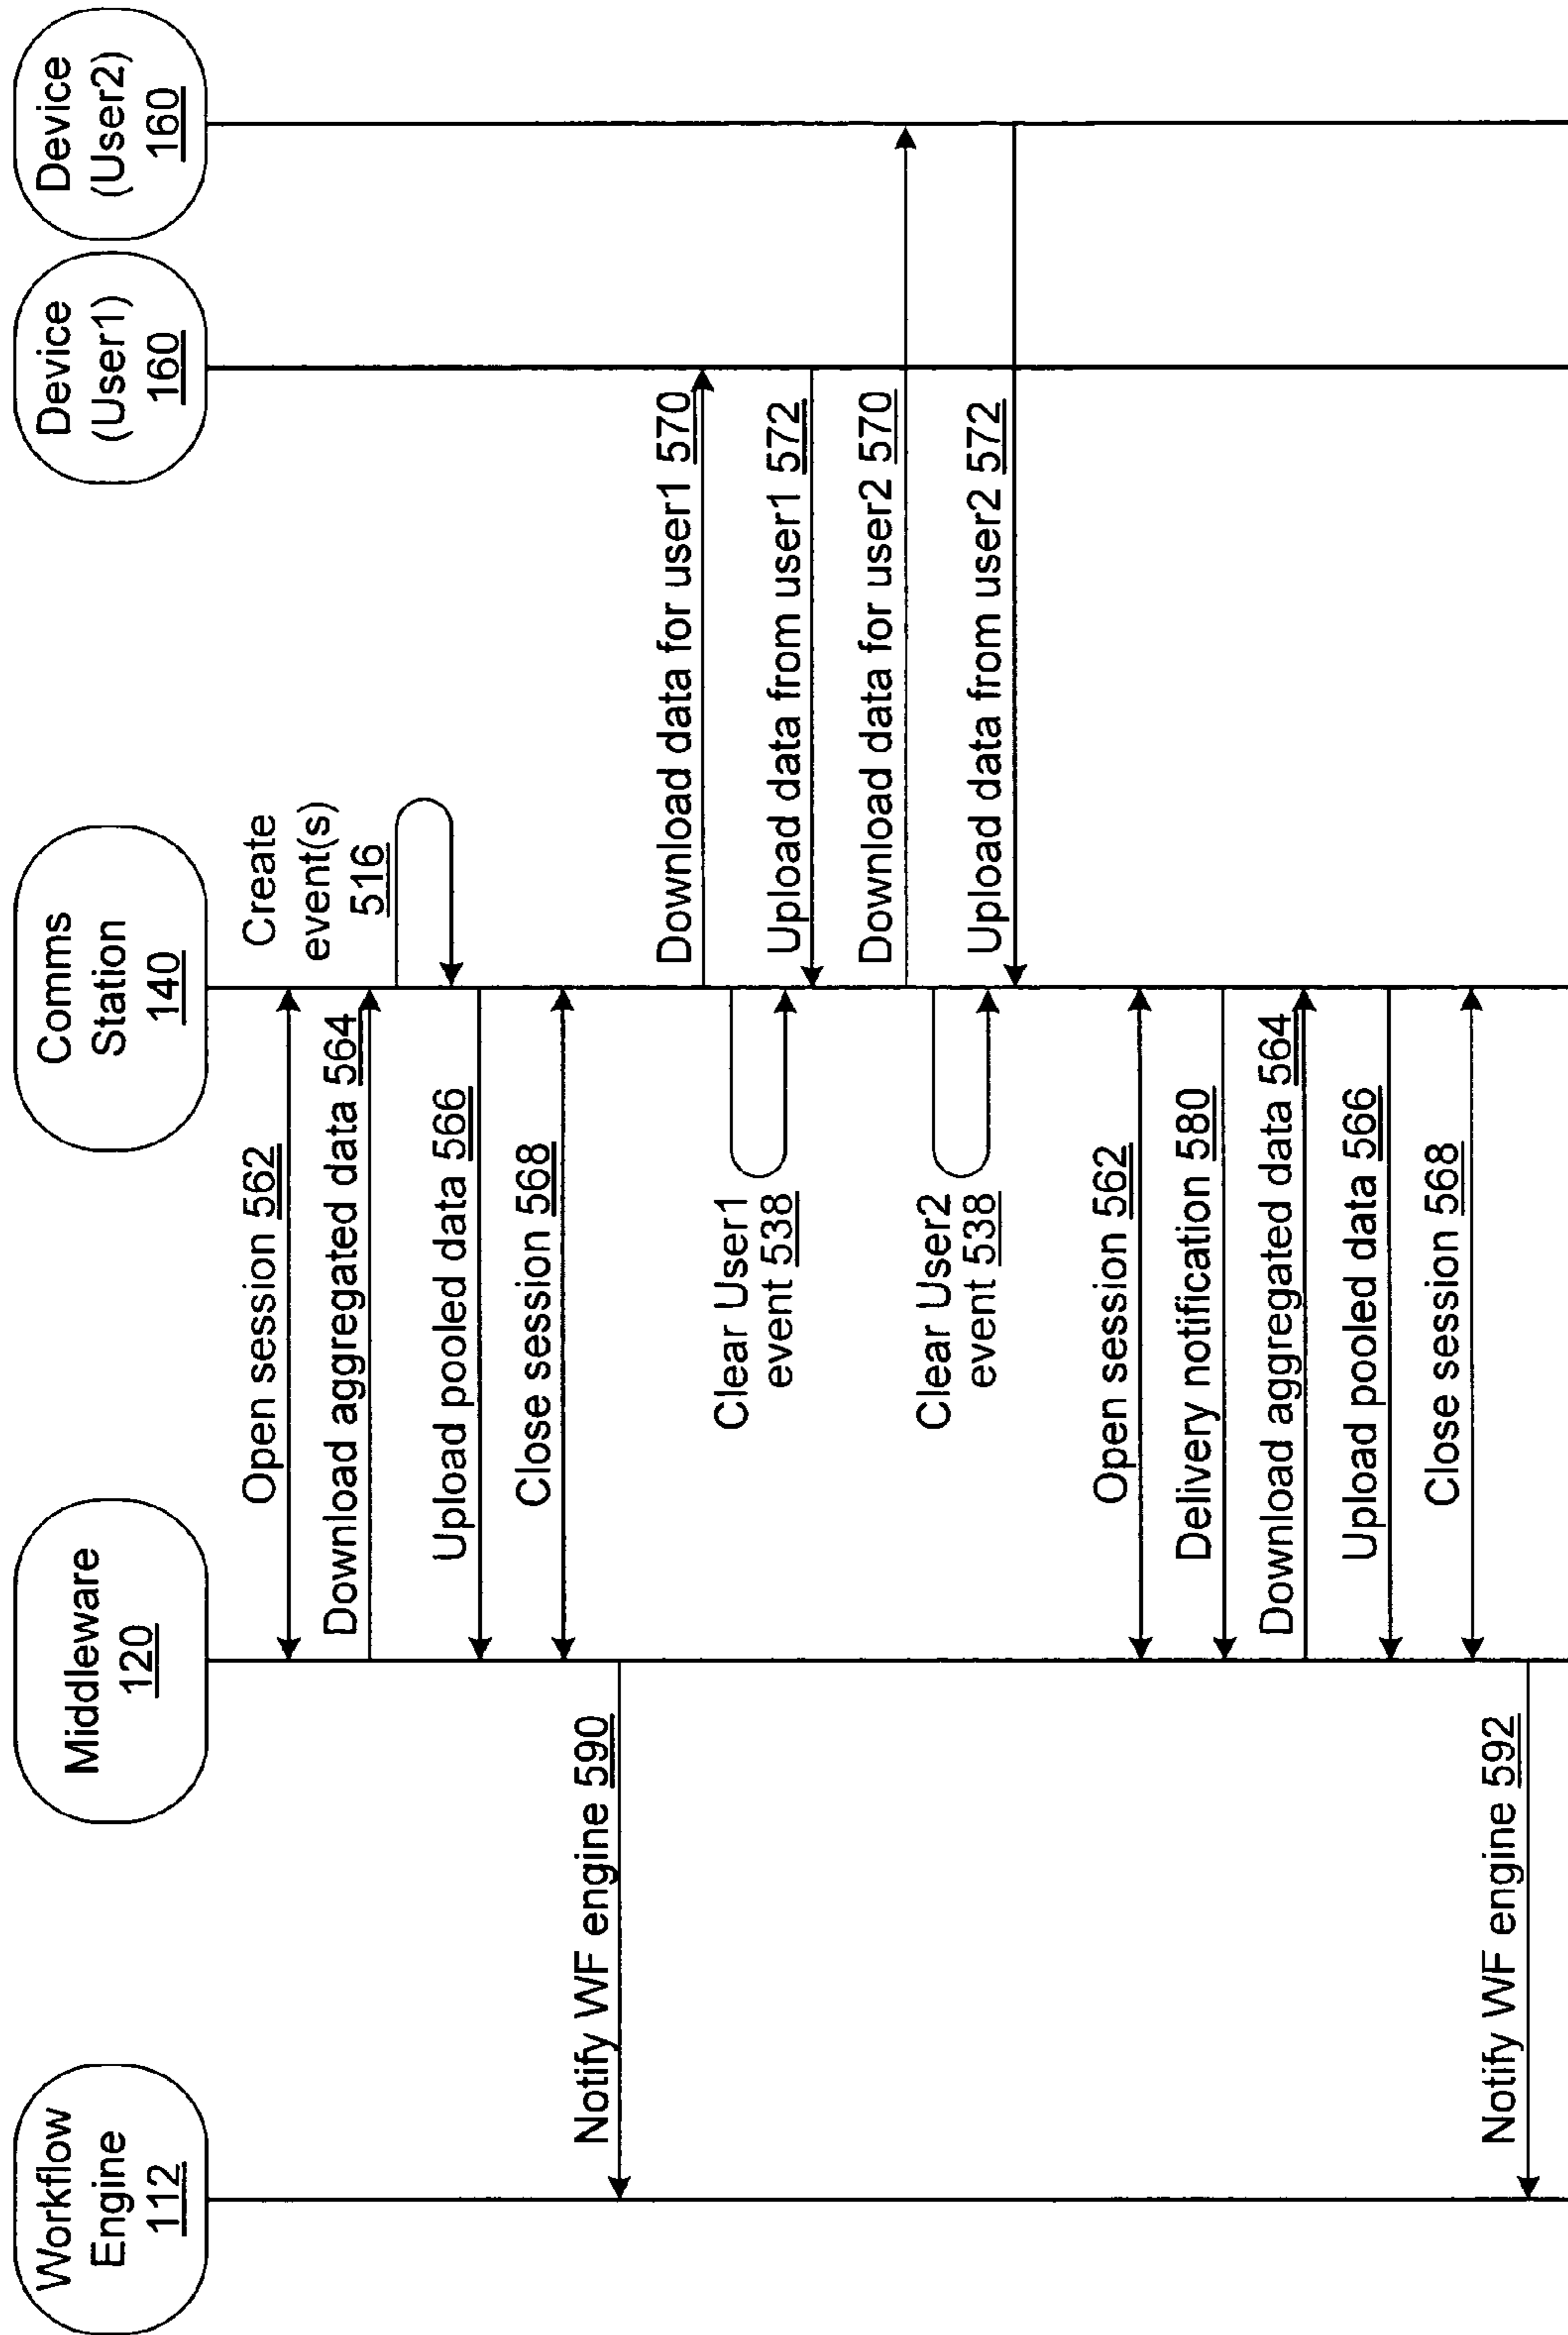 Workflow
Engine
112
Middleware
120
Comms
Station
140
Device
(User1)
160
Device
(User2)
160
Open session 562
Download aggregated data 564
Create
event(s)
516
Upload pooled data 566
Close session 568
Notify WF engine 590
Download data for user1 570
Clear User1
event 538
Upload data from user1 572
Download data for user2 570
Clear User2
event 538
Upload data from user2 572
Open session 562
Delivery notification 580
Download aggregated data 564
Upload pooled data 566
Close session 568
Notify WF engine 592